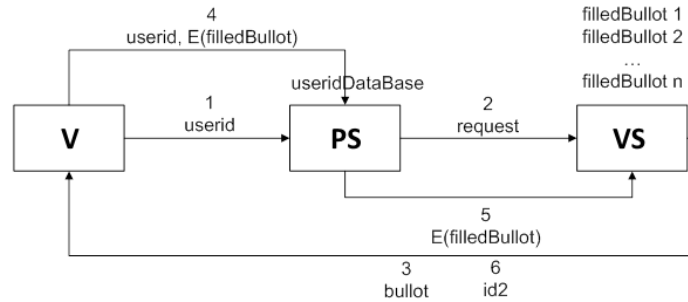 4
userid, E(filledBullot)
filledBullot 1
filledBullot 2
...
filledBullot n
useridDataBase
1
userid
2
request
V
PS
VS
5
E(filledBullot)
3
bullot
6
id2